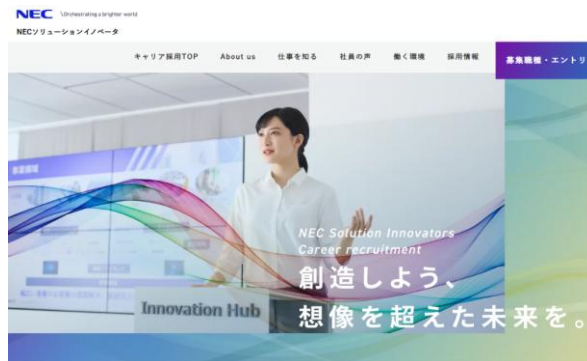 NEC \Orchestrating a brighter world
NECソリューションイノベータ
キャリア採用TOP About us 仕事を知る 社員の声 働く環境 採用情報 募集職種・エントリ
事業領域
NEC Solution Innovators
Career recruitment
創造しよう、
想像を超えた未来を。
Innovation Hub